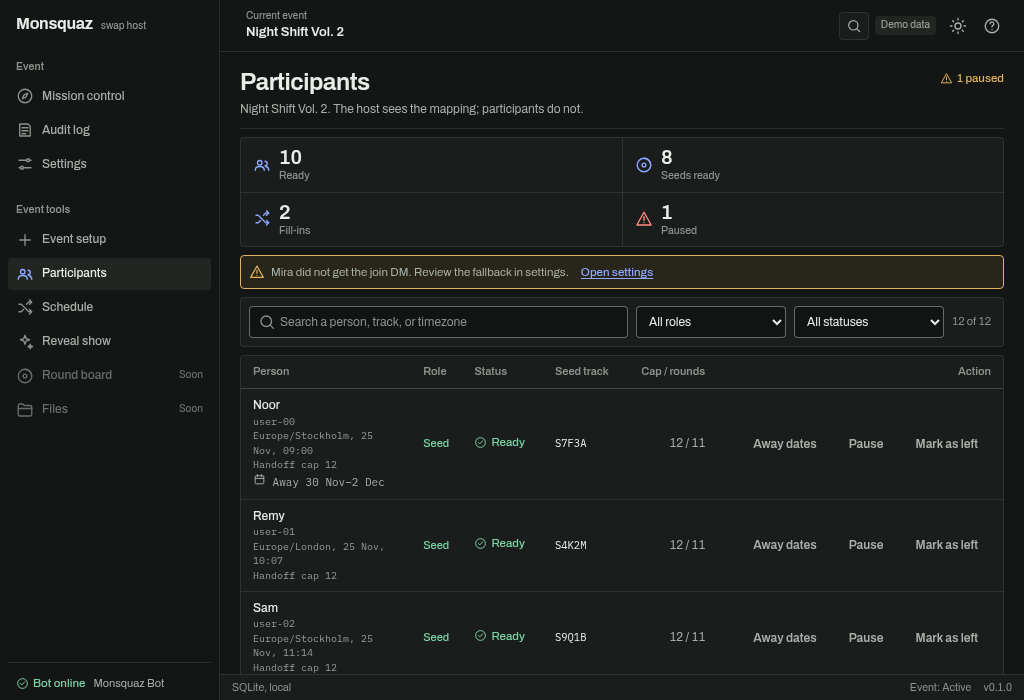 Monsquaz swap host
Event
Mission control
Audit log
Settings
Event tools
Event setup
Participants
Schedule
Reveal show
Round board Soon
Files Soon
Bot online Monsquaz Bot
Current event
Night Shift Vol. 2
Demo data
Participants
1 paused
Night Shift Vol. 2. The host sees the mapping; participants do not.
10
Ready
8
Seeds ready
2
Fill-ins
1
Paused
Mira did not get the join DM. Review the fallback in settings. Open settings
Search a person, track, or timezone All roles All statuses 12 of 12
Person Role Status Seed track Cap / rounds Action
Noor
user-00
Europe/Stockholm, 25
Nov, 09:00
Handoff cap 12
Away 30 Nov–2 Dec
Seed Ready S7F3A 12 / 11 Away dates Pause Mark as left
Remy
user-01
Europe/London, 25 Nov,
10:07
Handoff cap 12
Seed Ready S4K2M 12 / 11 Away dates Pause Mark as left
Sam
user-02
Europe/Stockholm, 25
Nov, 11:14
Handoff cap 12
Seed Ready S9Q1B 12 / 11 Away dates Pause Mark as left
SQLite, local
Event: Active v0.1.0